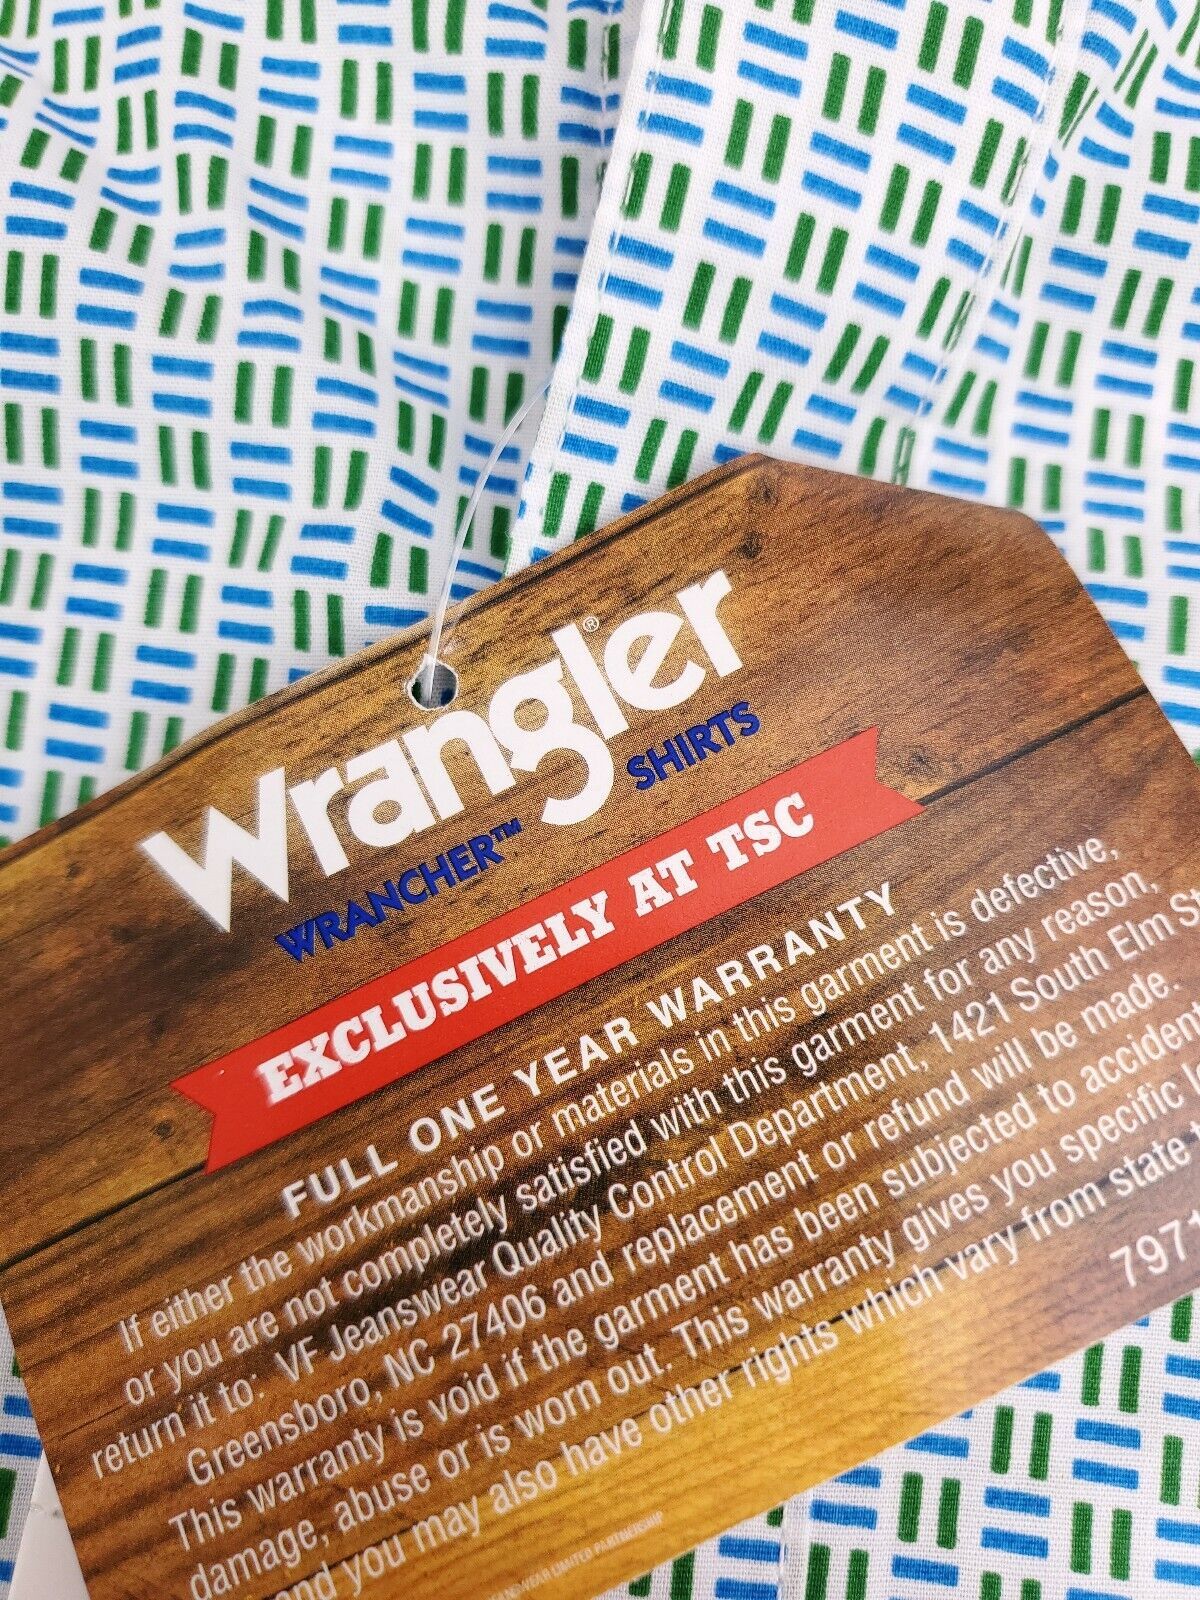 Wrangler®
WRANCHER™ SHIRTS
EXCLUSIVELY AT TSC
FULL ONE YEAR WARRANTY
If either the workmanship or materials in this garment is defective,
or you are not completely satisfied with this garment for any reason,
return it to: VF Jeanswear Quality Control Department, 1421 South Elm
Greensboro, NC 27406 and replacement or refund will be made.
This warranty is void if the garment has been subjected to
damage, abuse or is worn out. This warranty gives you specific
and you may also have other rights which vary from state
797
LIMITED PARTNERSHIP